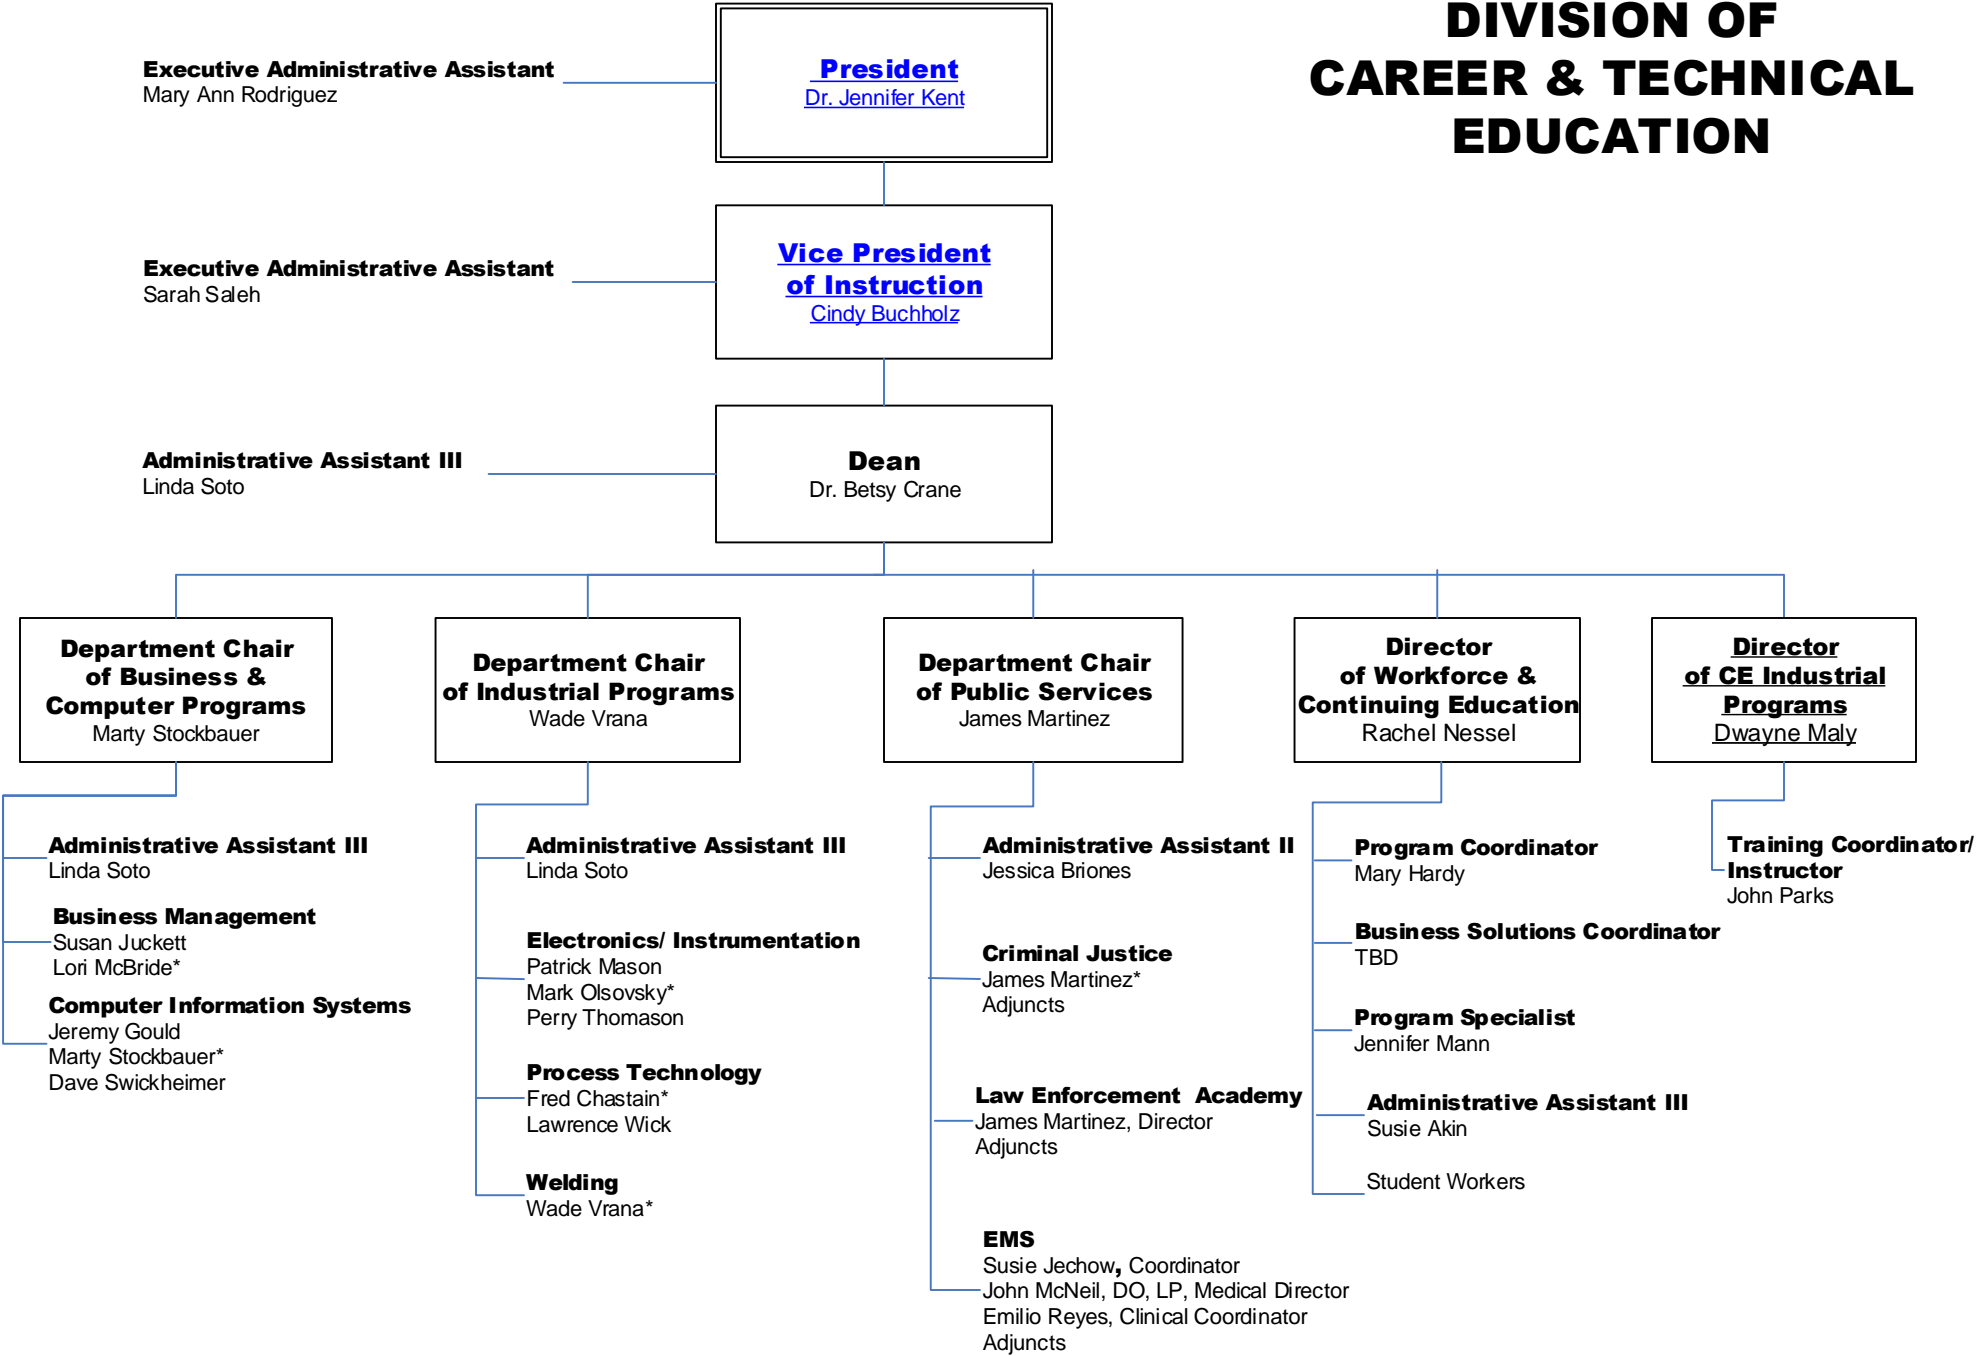 DIVISION OF
CAREER & TECHNICAL
EDUCATION
Executive Administrative Assistant
Mary Ann Rodriguez
President
Dr. Jennifer Kent
Executive Administrative Assistant
Sarah Saleh
Vice President
of Instruction
Cindy Buchholz
Administrative Assistant III
Linda Soto
Dean
Dr. Betsy Crane
Department Chair
of Business &
Computer Programs
Marty Stockbauer
Department Chair
of Industrial Programs
Wade Vrana
Department Chair
of Public Services
James Martinez
Director
of Workforce &
Continuing Education
Rachel Nessel
Director
of CE Industrial
Programs
Dwayne Maly
Administrative Assistant III
Linda Soto
Business Management
Susan Juckett
Lori McBride*
Computer Information Systems
Jeremy Gould
Marty Stockbauer*
Dave Swickheimer
Administrative Assistant III
Linda Soto
Electronics/ Instrumentation
Patrick Mason
Mark Olsovsky*
Perry Thomason
Process Technology
Fred Chastain*
Lawrence Wick
Welding
Wade Vrana*
Administrative Assistant II
Jessica Briones
Criminal Justice
James Martinez*
Adjuncts
Law Enforcement Academy
James Martinez, Director
Adjuncts
EMS
Susie Jechow, Coordinator
John McNeil, DO, LP, Medical Director
Emilio Reyes, Clinical Coordinator
Adjuncts
Program Coordinator
Mary Hardy
Business Solutions Coordinator
TBD
Program Specialist
Jennifer Mann
Administrative Assistant III
Susie Akin
Student Workers
Training Coordinator/
Instructor
John Parks